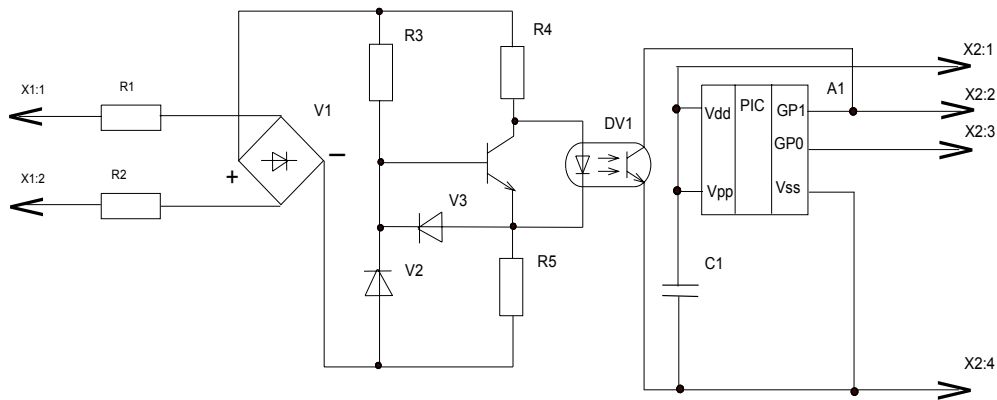 R3
R4
X2:1
X1:1
R1
V1
DV1
A1
X2:2
Vdd
PIC
GP1
X2:3
GP0
X1:2
R2
+
−
V3
Vpp
Vss
V2
R5
C1
X2:4